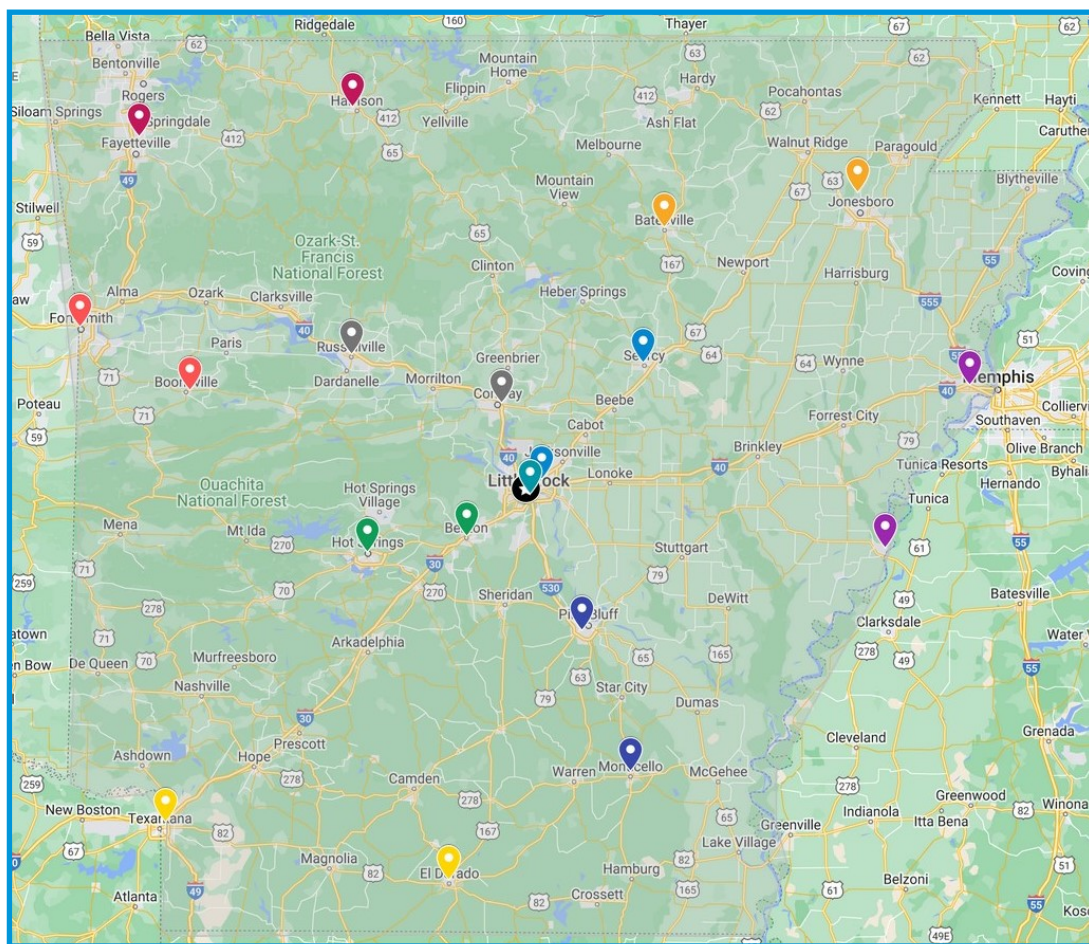 Ridgedale
160
Thayer
67
62
Bella Vista
62
63
62
Bentonville
Mountain
Home
Hardy
Pocahontas
Rogers
Flippin
412
Kennett
Hayti
Siloam Springs
Springdale
Harrison
412
Yellville
Ash Flat
62
Caruther
412
Fayetteville
65
Melbourne
63
Walnut Ridge
Paragould
49
Mountain
View
67
63
Blytheville
Stilwell
Batesville
Jonesboro
59
65
Ozark-St.
Francis
National Forest
167
Newport
55
Clinton
Harrisburg
Alma
Ozark
Clarksville
Heber Springs
555
Coving
Fort Smith
40
67
51
Paris
Russellville
Greenbrier
Searcy
64
Wynne
71
Dardanelle
Morrilton
64
Memphis
Booneville
Conway
Beebe
40
Collierv
Poteau
71
Forrest City
79
Southaven
59
Cabot
Olive Branch
40
Jacksonville
Brinkley
Byhali
Little Rock
Lonoke
40
Tunica Resorts
Hernando
Ouachita
National Forest
Hot Springs
Village
Tunica
Mena
Benton
Mt Ida
270
Hot Springs
Stuttgart
61
55
71
30
530
79
259
70
270
Sheridan
DeWitt
49
Batesville
278
Pine Bluff
Clarksdale
71
Arkadelphia
65
165
278
49
De Queen
70
Murfreesboro
63
55
Nashville
79
Star City
30
Dumas
Prescott
Cleveland
Grenada
Ashdown
Hope
278
Camden
Warren
Monticello
McGehee
259
278
Greenwood
New Boston
Texarkana
82
65
Indianola
82
Winona
82
167
Greenville
Itta Bena
67
Magnolia
Lake Village
El Dorado
Hamburg
82
51
49
165
61
Belzoni
Atlanta
82
Crossett
55
49E